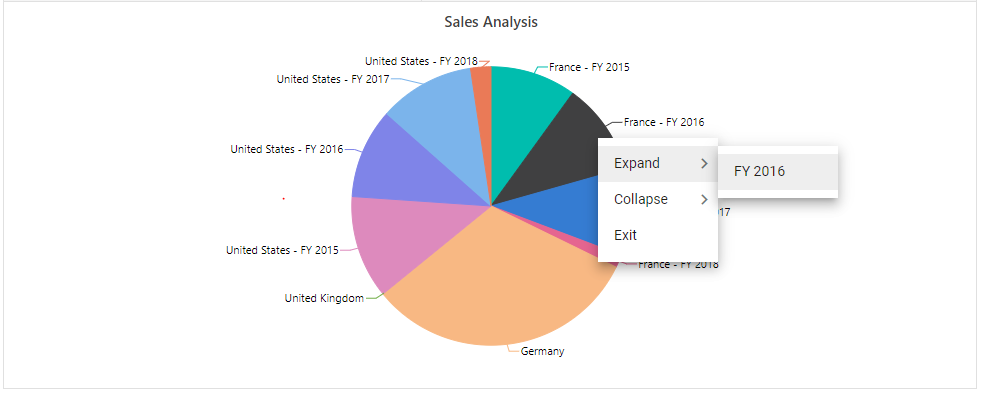 Sales Analysis
United States - FY 2018
France - FY 2015
United States - FY 2017
France - FY 2016
United States - FY 2016
Expand
FY 2016
Collapse
17
Exit
United States - FY 2015
France - FY 2018
United Kingdom
Germany